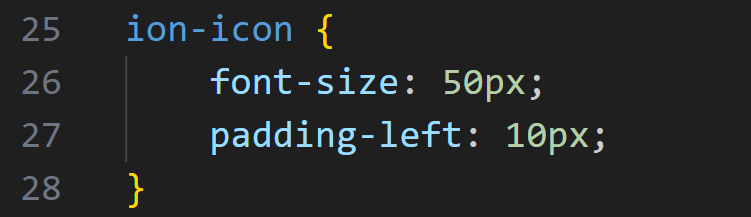 25 ion-icon {
26     font-size: 50px;
27     padding-left: 10px;
28 }